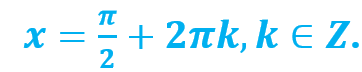 x = π/2 + 2πk, k ∈ Z.